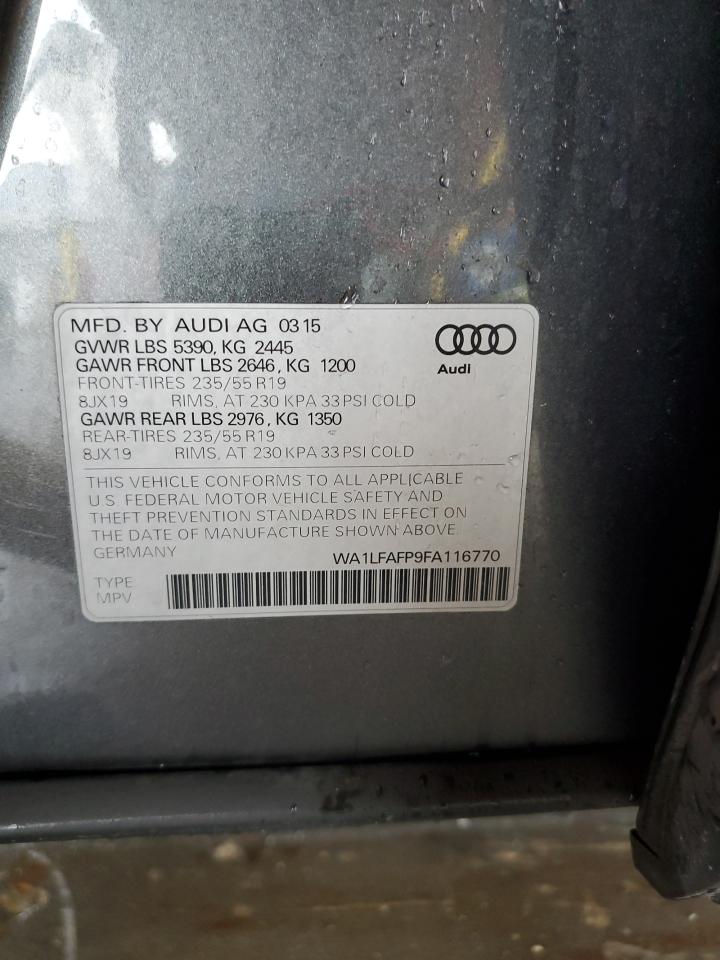 MFD. BY AUDI AG 03 15
GVWR LBS 5390, KG 2445
GAWR FRONT LBS 2646, KG 1200
FRONT-TIRES 235/55 R19
8JX19 RIMS, AT 230 KPA 33 PSI COLD
GAWR REAR LBS 2976, KG 1350
REAR-TIRES 235/55 R19
8JX19 RIMS, AT 230 KPA 33 PSI COLD
Audi
THIS VEHICLE CONFORMS TO ALL APPLICABLE
U.S. FEDERAL MOTOR VEHICLE SAFETY AND
THEFT PREVENTION STANDARDS IN EFFECT ON
THE DATE OF MANUFACTURE SHOWN ABOVE.
GERMANY WA1LFAFP9FA116770
TYPE
MPV